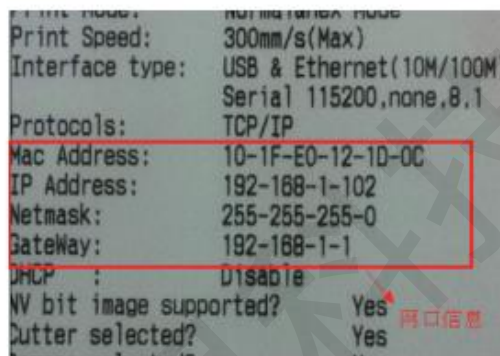 Print Mode:
Print Speed: 300mm/s(Max)
Interface type: USB & Ethernet(10M/100M
Serial 115200,none,8,1
Protocols: TCP/IP
Mac Address: 10-1F-E0-12-1D-0C
IP Address: 192-168-1-102
Netmask: 255-255-255-0
GateWay: 192-168-1-1
DHCP : Disable
NV bit image supported? Yes
Cutter selected? Yes
网口信息